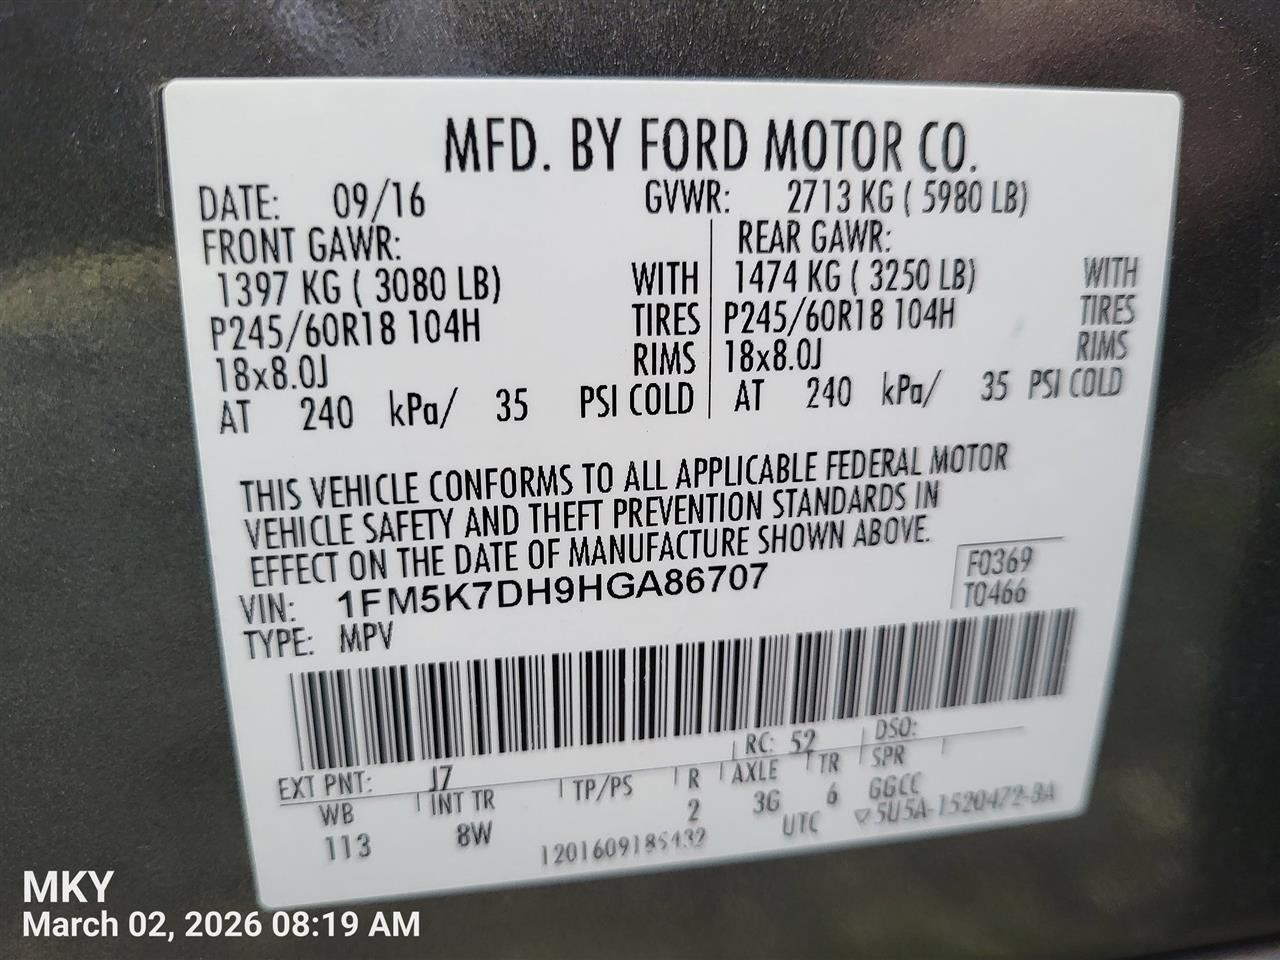 MFD. BY FORD MOTOR CO.
DATE: 09/16 GVWR: 2713 KG ( 5980 LB)
FRONT GAWR: REAR GAWR:
1397 KG ( 3080 LB) WITH 1474 KG ( 3250 LB) WITH
P245/60R18 104H TIRES P245/60R18 104H TIRES
18x8.0J RIMS 18x8.0J RIMS
AT 240 kPa/ 35 PSI COLD AT 240 kPa/ 35 PSI COLD
THIS VEHICLE CONFORMS TO ALL APPLICABLE FEDERAL MOTOR
VEHICLE SAFETY AND THEFT PREVENTION STANDARDS IN
EFFECT ON THE DATE OF MANUFACTURE SHOWN ABOVE.
VIN: 1FM5K7DH9HGA86707 F0369
TYPE: MPV T0466
EXT PNT: J7 RC: 52 DSO:
WB INT TR TP/PS R AXLE TR SPR
113 8W 2 3G 6 GGCC
UTC ▽5U5A-1520472-BA
MKY
March 02, 2026 08:19 AM